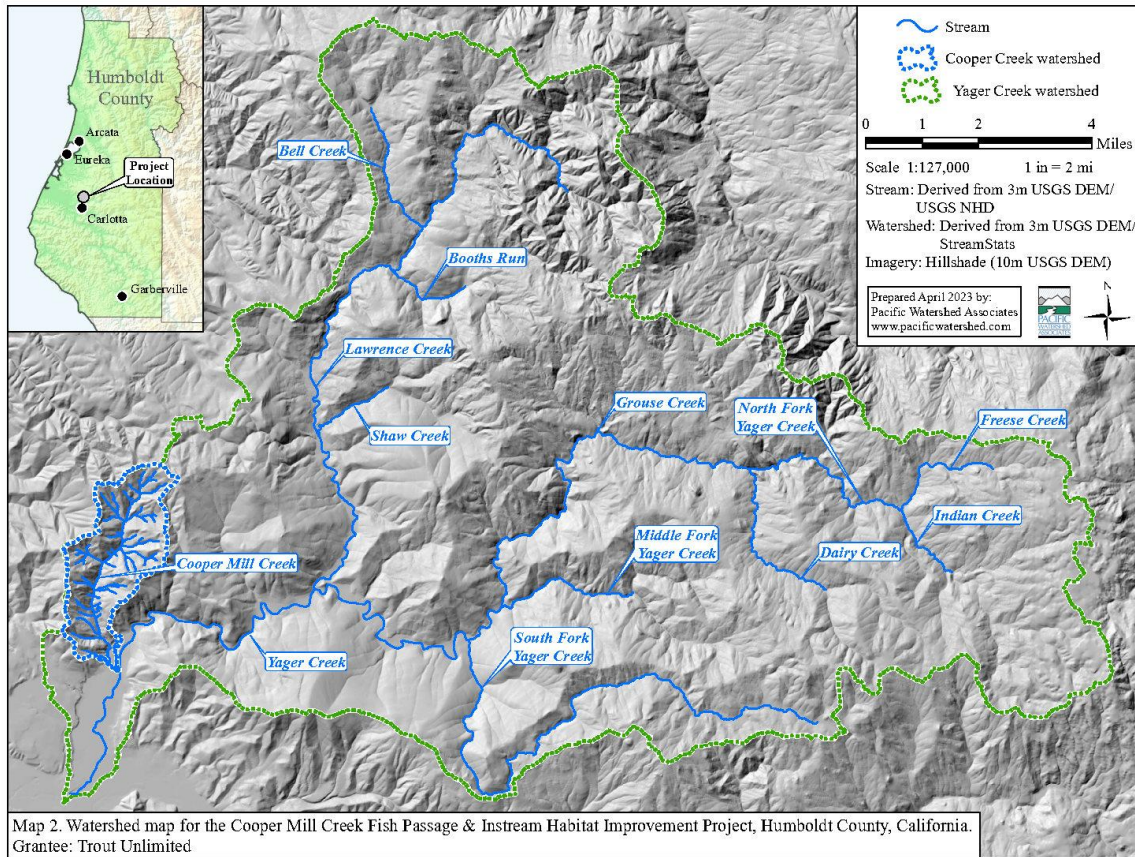 Humboldt
County
Arcata
Eureka
Project
Location
Carlotta
Garberville
Stream
Cooper Creek watershed
Yager Creek watershed
0 1 2 4
Miles
Scale 1:127,000 1 in = 2 mi
Stream: Derived from 3m USGS DEM/
USGS NHD
Watershed: Derived from 3m USGS DEM/
StreamStats
Imagery: Hillshade (10m USGS DEM)
Prepared April 2023 by:
Pacific Watershed Associates
www.pacificwatershed.com
PACIFIC
WATERSHED
ASSOCIATES
N
Bell Creek
Booths Run
Lawrence Creek
Shaw Creek
Grouse Creek
North Fork
Yager Creek
Freese Creek
Indian Creek
Dairy Creek
Middle Fork
Yager Creek
Cooper Mill Creek
South Fork
Yager Creek
Yager Creek
Map 2. Watershed map for the Cooper Mill Creek Fish Passage & Instream Habitat Improvement Project, Humboldt County, California.
Grantee: Trout Unlimited